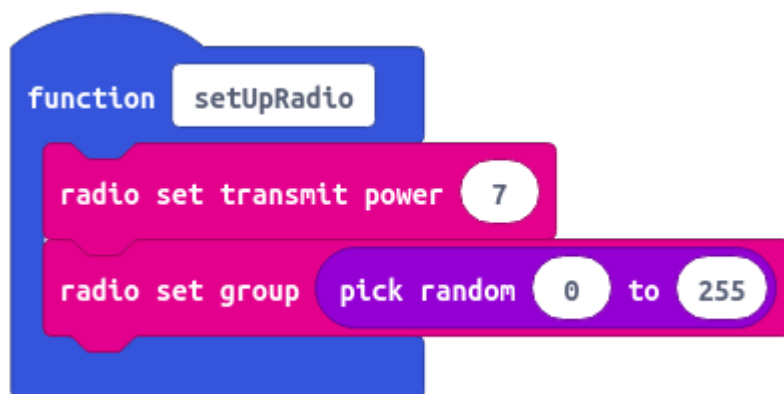 function setUpRadio
radio set transmit power 7
radio set group pick random 0 to 255